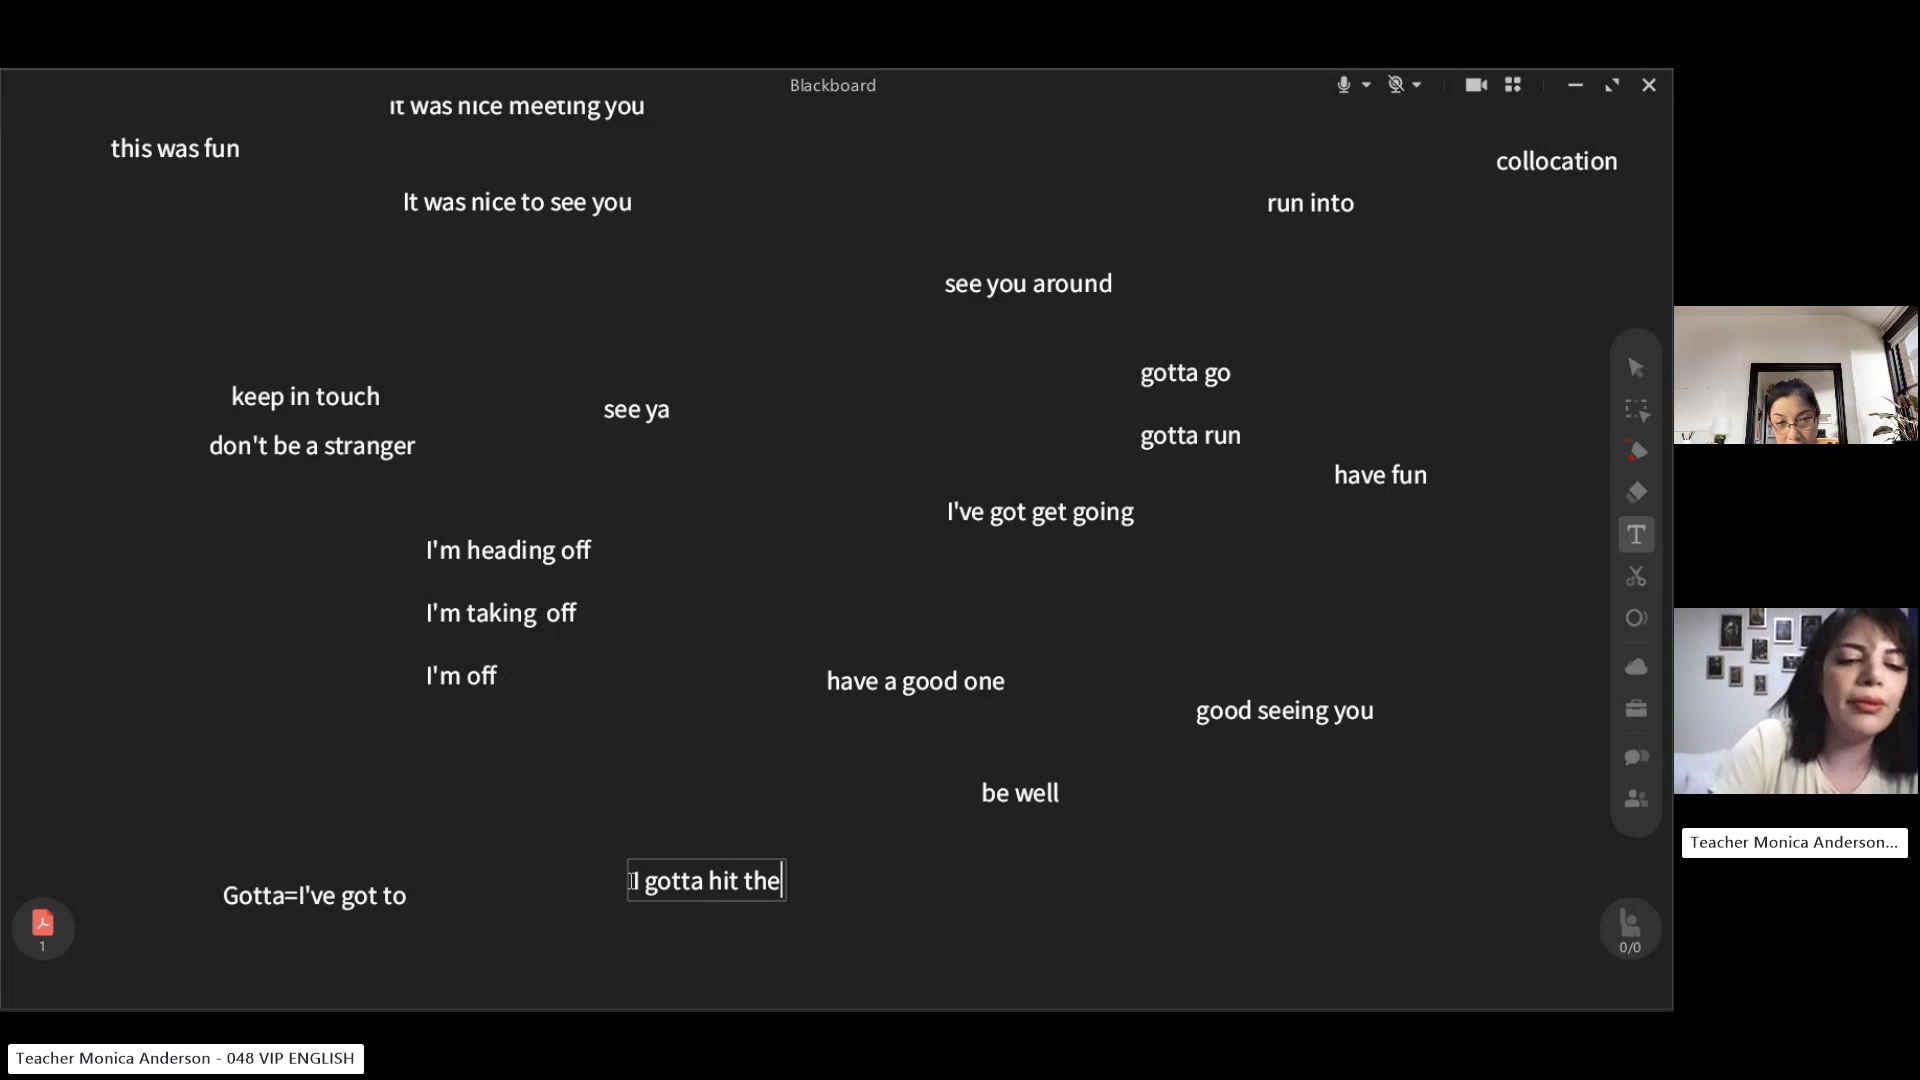 Blackboard
It was nice meeting you
this was fun
collocation
It was nice to see you
run into
see you around
gotta go
keep in touch
see ya
gotta run
don't be a stranger
have fun
I've got get going
I'm heading off
I'm taking  off
I'm off
have a good one
good seeing you
be well
Teacher Monica Anderson...
I gotta hit the
Gotta=I've got to
1
0/0
Teacher Monica Anderson - 048 VIP ENGLISH